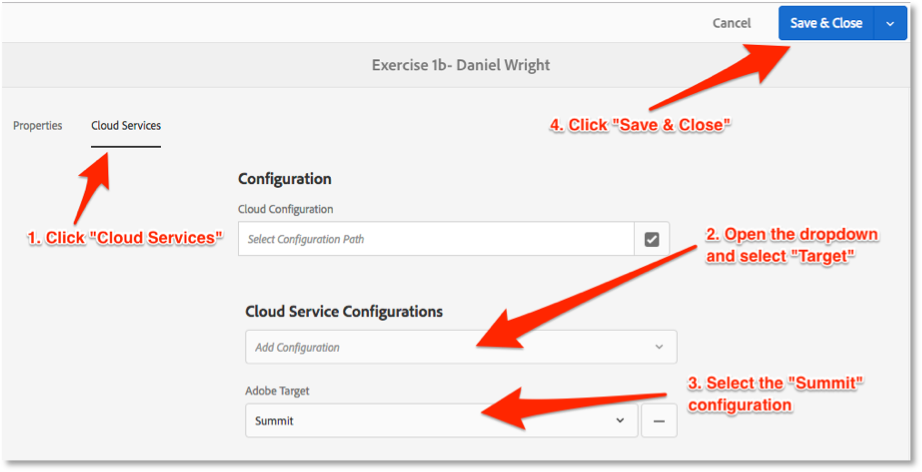 Cancel
Save & Close
Exercise 1b- Daniel Wright
Properties
Cloud Services
4. Click "Save & Close"
1. Click "Cloud Services"
Configuration
Cloud Configuration
Select Configuration Path
2. Open the dropdown
and select "Target"
Cloud Service Configurations
Add Configuration
Adobe Target
Summit
3. Select the "Summit"
configuration